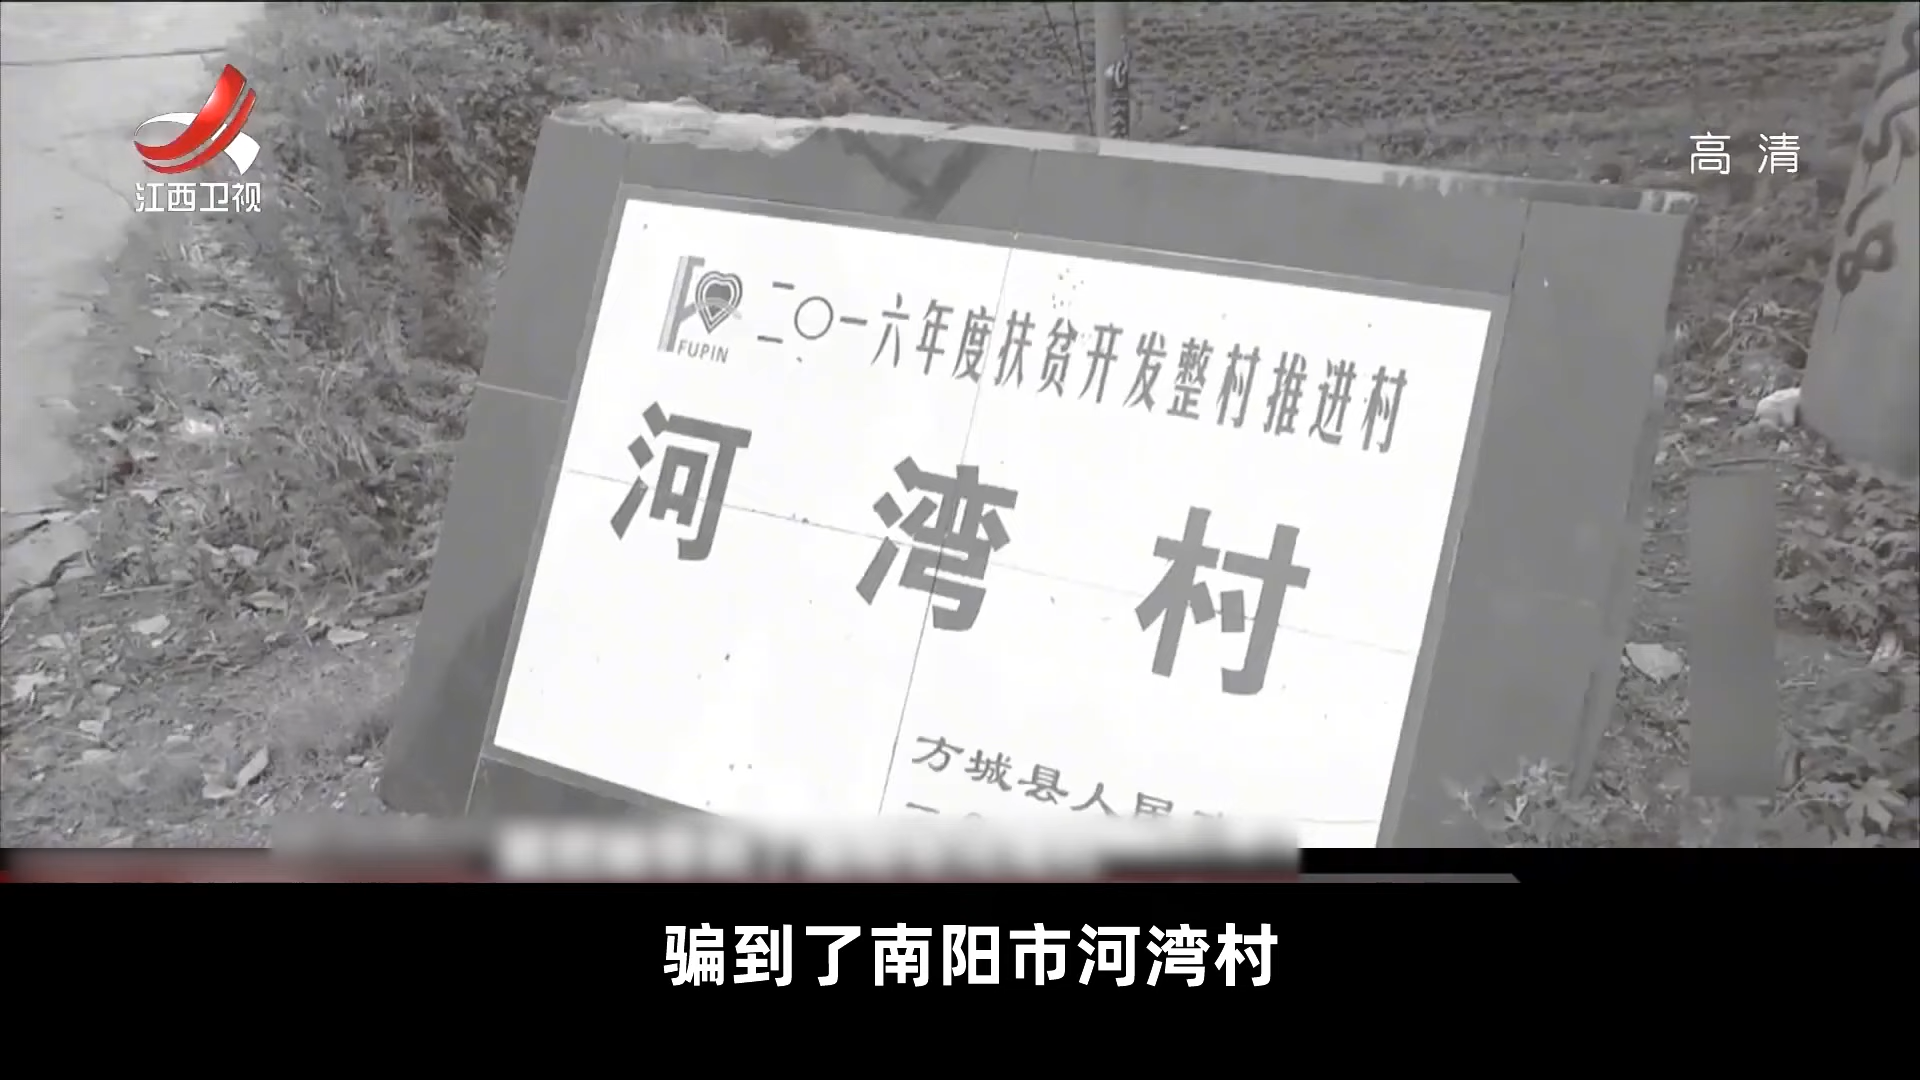 江西卫视
高清
FUPIN
二〇一六年度扶贫开发整村推进村
河湾村
方城县人民
骗到了南阳市河湾村